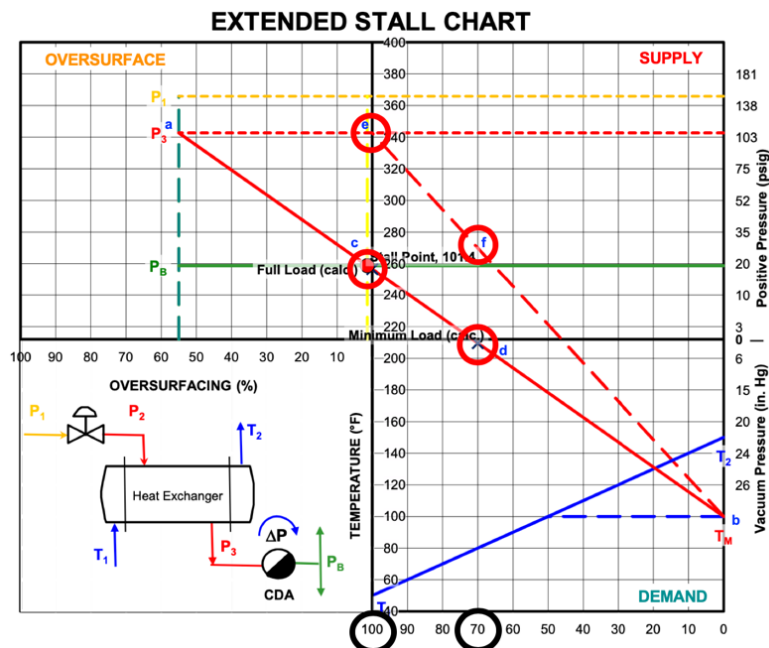 EXTENDED STALL CHART
OVERSURFACE
SUPPLY
400
380
360
340
320
300
280
260
240
220
200
180
160
140
120
100
80
60
40
181
138
103
75
52
35
20
10
3
0
6
15
20
24
26
P1
P3
PB
a
e
c
f
d
b
Stall Point, 101.4
Full Load (calc.)
Minimum Load (calc.)
100 90 80 70 60 50 40 30 20 10
OVERSURFACING (%)
TEMPERATURE (°F)
Positive Pressure (psig)
Vacuum Pressure (in. Hg)
P1
P2
T2
Heat Exchanger
T1
P3
ΔP
PB
CDA
T2
TM
T
DEMAND
100 90 80 70 60 50 40 30 20 10 0